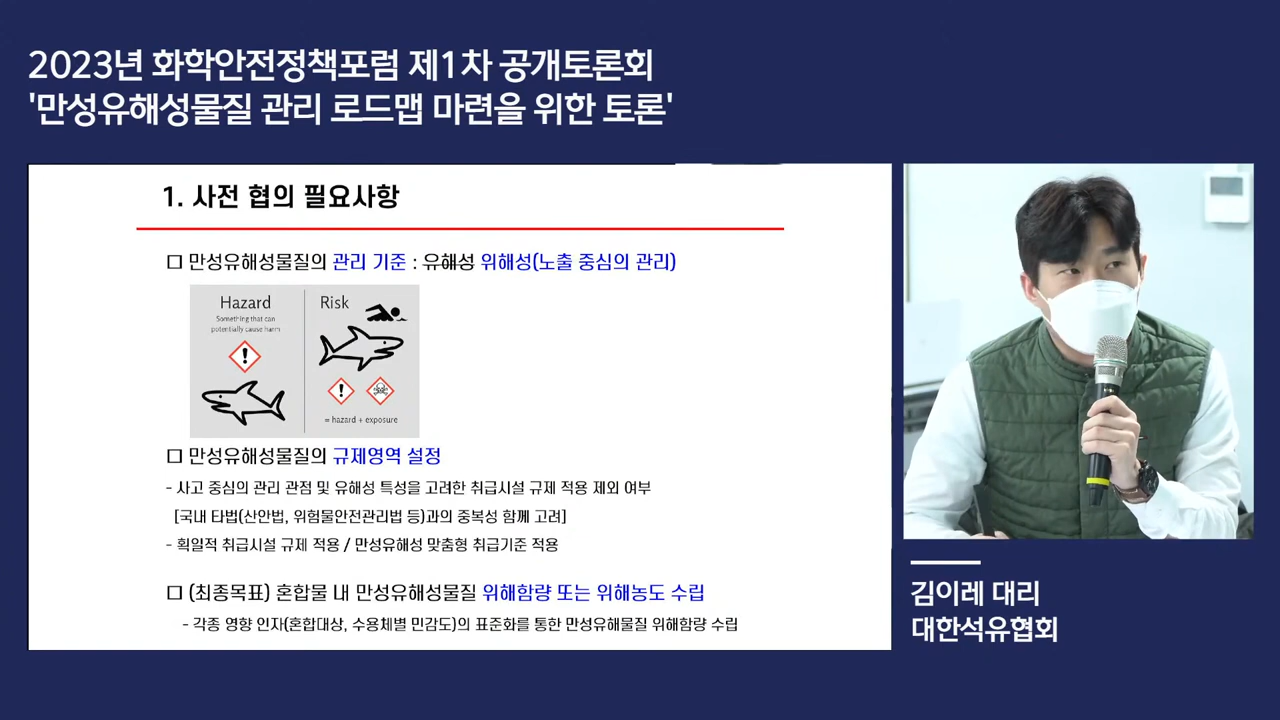 2023년 화학안전정책포럼 제1차 공개토론회
'만성유해성물질 관리 로드맵 마련을 위한 토론'
1. 사전 협의 필요사항
□ 만성유해성물질의 관리 기준 : 유해성 위해성(노출 중심의 관리)
Hazard
Something that can
potentially cause harm
Risk
= hazard + exposure
□ 만성유해성물질의 규제영역 설정
- 사고 중심의 관리 관점 및 유해성 특성을 고려한 취급시설 규제 적용 제외 여부
[국내 타법(산안법, 위험물안전관리법 등)과의 중복성 함께 고려]
- 획일적 취급시설 규제 적용 / 만성유해성 맞춤형 취급기준 적용
□ (최종목표) 혼합물 내 만성유해성물질 위해함량 또는 위해농도 수립
- 각종 영향 인자(혼합대상, 수용체별 민감도)의 표준화를 통한 만성유해물질 위해함량 수립
김이레 대리
대한석유협회